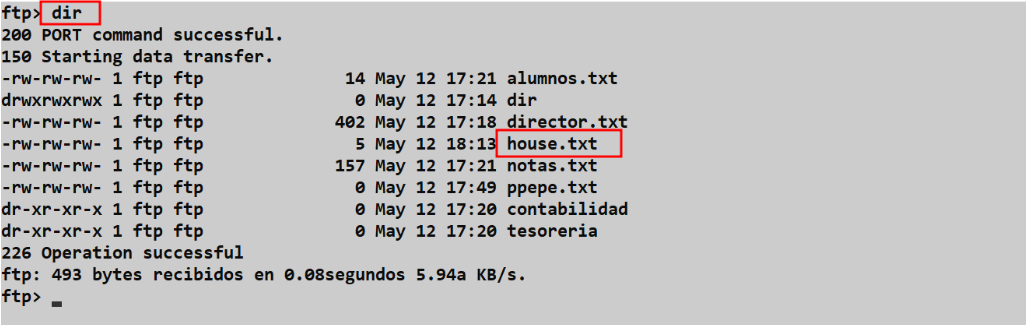 ftp> dir
200 PORT command successful.
150 Starting data transfer.
-rw-rw-rw- 1 ftp ftp 14 May 12 17:21 alumnos.txt
drwxrwxrwx 1 ftp ftp 0 May 12 17:14 dir
-rw-rw-rw- 1 ftp ftp 402 May 12 17:18 director.txt
-rw-rw-rw- 1 ftp ftp 5 May 12 18:13 house.txt
-rw-rw-rw- 1 ftp ftp 157 May 12 17:21 notas.txt
-rw-rw-rw- 1 ftp ftp 0 May 12 17:49 ppepe.txt
dr-xr-xr-x 1 ftp ftp 0 May 12 17:20 contabilidad
dr-xr-xr-x 1 ftp ftp 0 May 12 17:20 tesoreria
226 Operation successful
ftp: 493 bytes recibidos en 0.08segundos 5.94a KB/s.
ftp> _